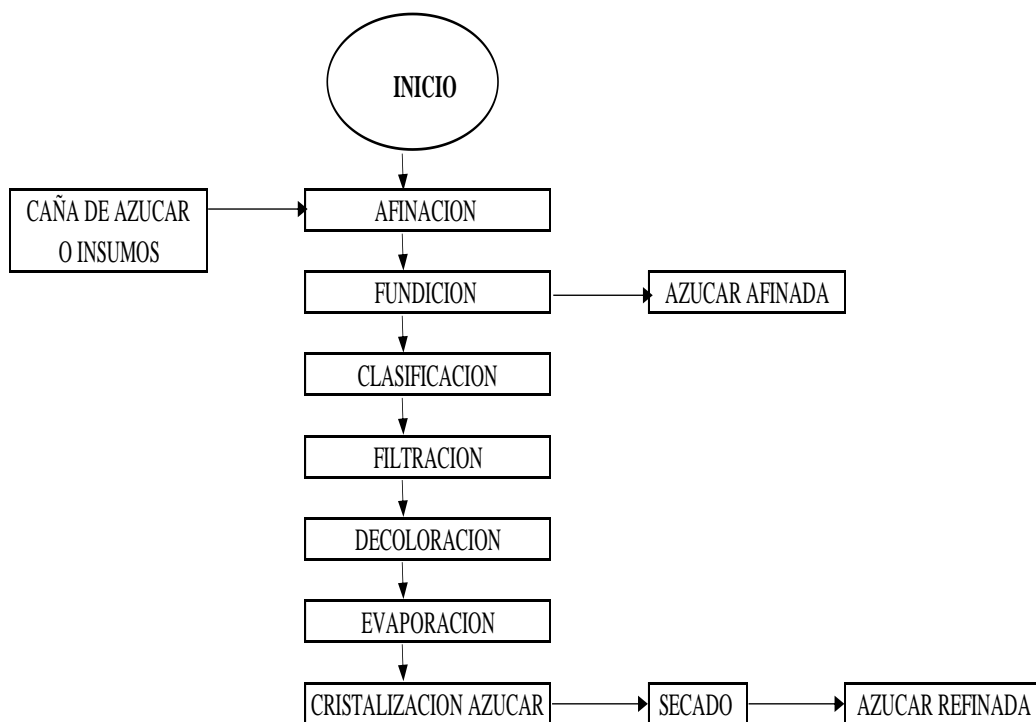 INICIO
CAÑA DE AZUCAR
O INSUMOS
AFINACION
FUNDICION
AZUCAR AFINADA
CLASIFICACION
FILTRACION
DECOLORACION
EVAPORACION
CRISTALIZACION AZUCAR
SECADO
AZUCAR REFINADA